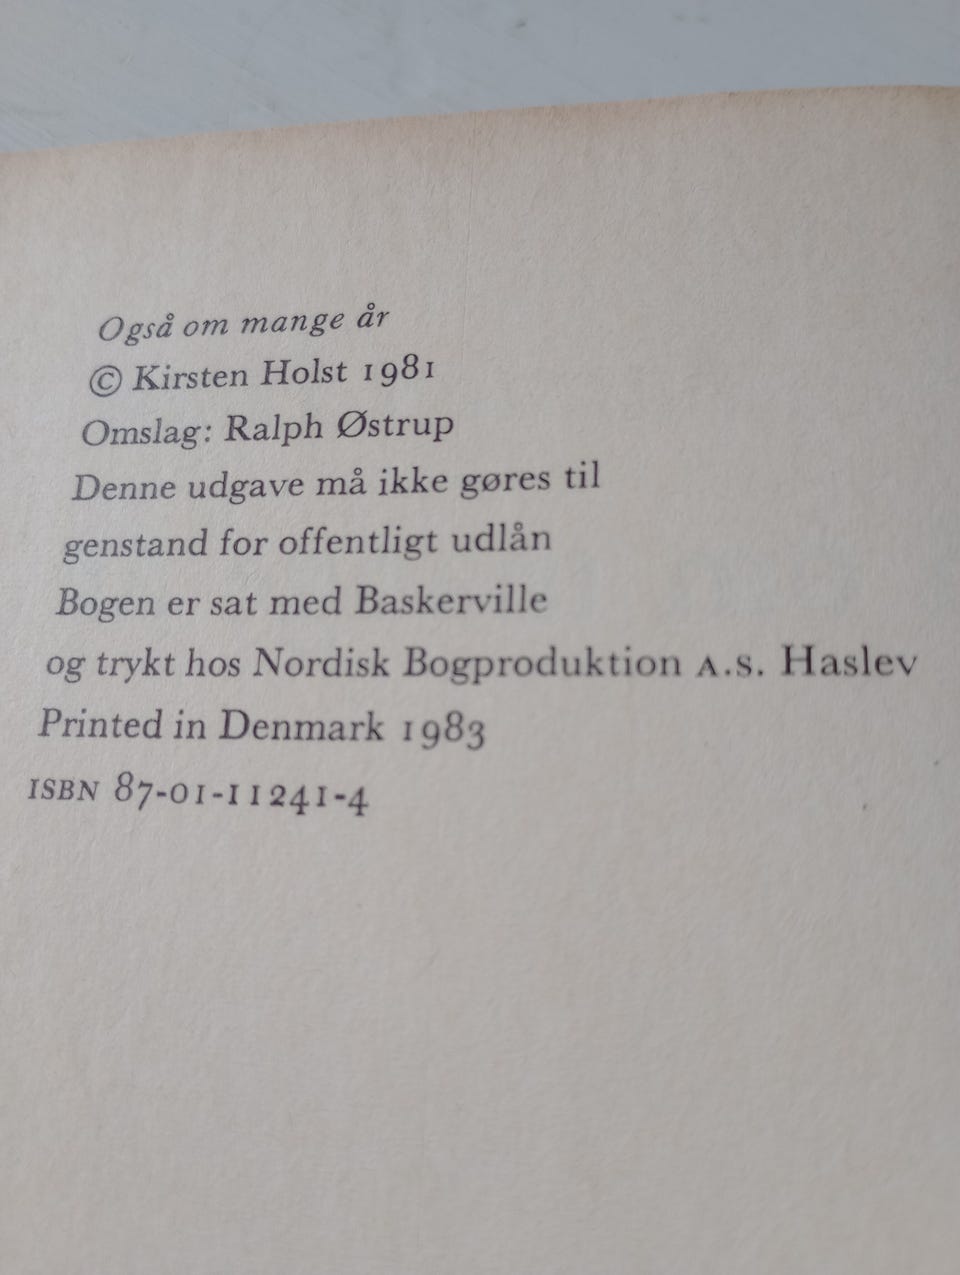 Også om mange år
© Kirsten Holst 1981
Omslag: Ralph Østrup
Denne udgave må ikke gøres til
genstand for offentligt udlån
Bogen er sat med Baskerville
og trykt hos Nordisk Bogproduktion A.S. Haslev
Printed in Denmark 1983
ISBN 87-01-11241-4